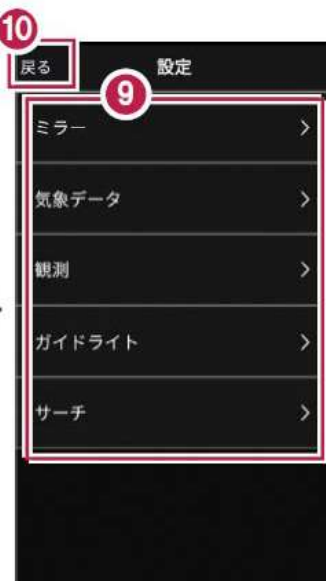 10
戻る 設定
9
ミラー >
気象データ >
観測 >
ガイドライト >
サーチ >